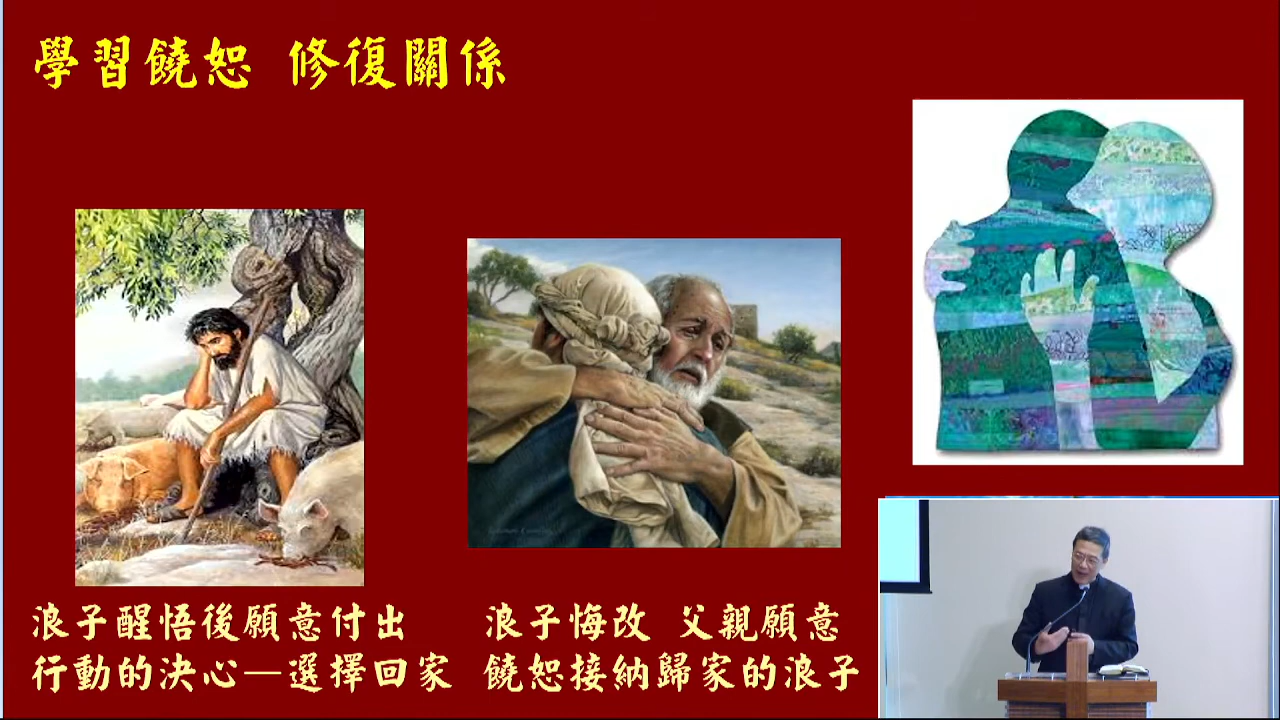 學習饒恕 修復關係
浪子醒悟後願意付出
行動的決心—選擇回家
浪子悔改 父親願意
饒恕接納歸家的浪子